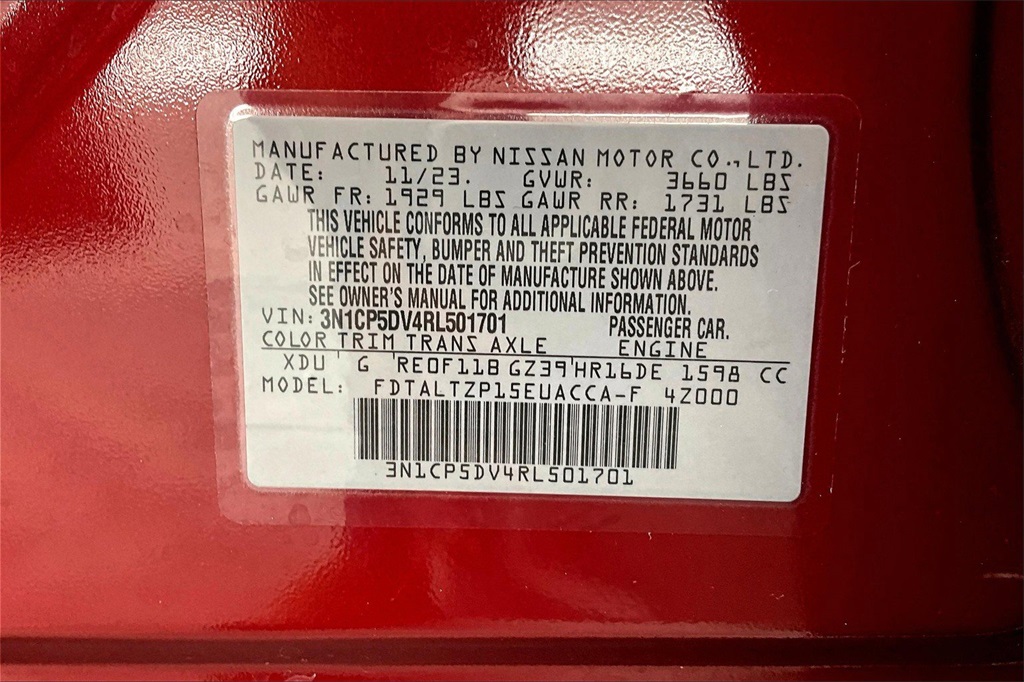 MANUFACTURED BY NISSAN MOTOR CO., LTD.
DATE: 11/23. GVWR: 3660 LBS
GAWR FR: 1929 LBS GAWR RR: 1731 LBS
THIS VEHICLE CONFORMS TO ALL APPLICABLE FEDERAL MOTOR
VEHICLE SAFETY, BUMPER AND THEFT PREVENTION STANDARDS
IN EFFECT ON THE DATE OF MANUFACTURE SHOWN ABOVE.
SEE OWNER'S MANUAL FOR ADDITIONAL INFORMATION.
VIN: 3N1CP5DV4RL501701 PASSENGER CAR.
COLOR TRIM TRANS AXLE ENGINE
XDU ' G 'RE0F11B GZ39'HR16DE 1598 CC
MODEL: FDTALTZP15EUACCA-F 4Z000
3N1CP5DV4RL501701